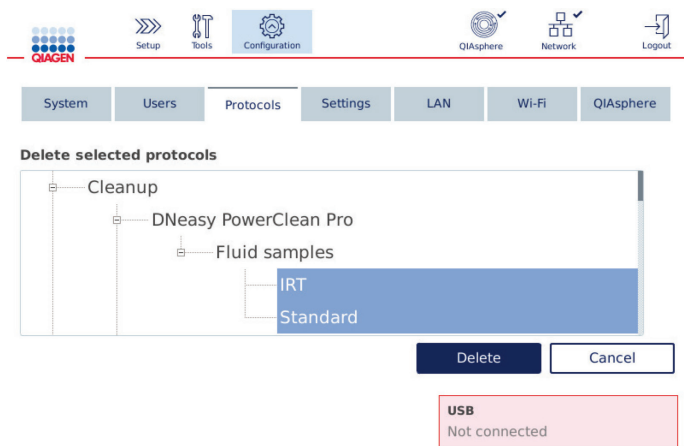 QIAGEN
Setup
Tools
Configuration
QIAsphere
Network
Logout
System
Users
Protocols
Settings
LAN
Wi-Fi
QIAsphere
Delete selected protocols
Cleanup
DNeasy PowerClean Pro
Fluid samples
IRT
Standard
Delete
Cancel
USB
Not connected